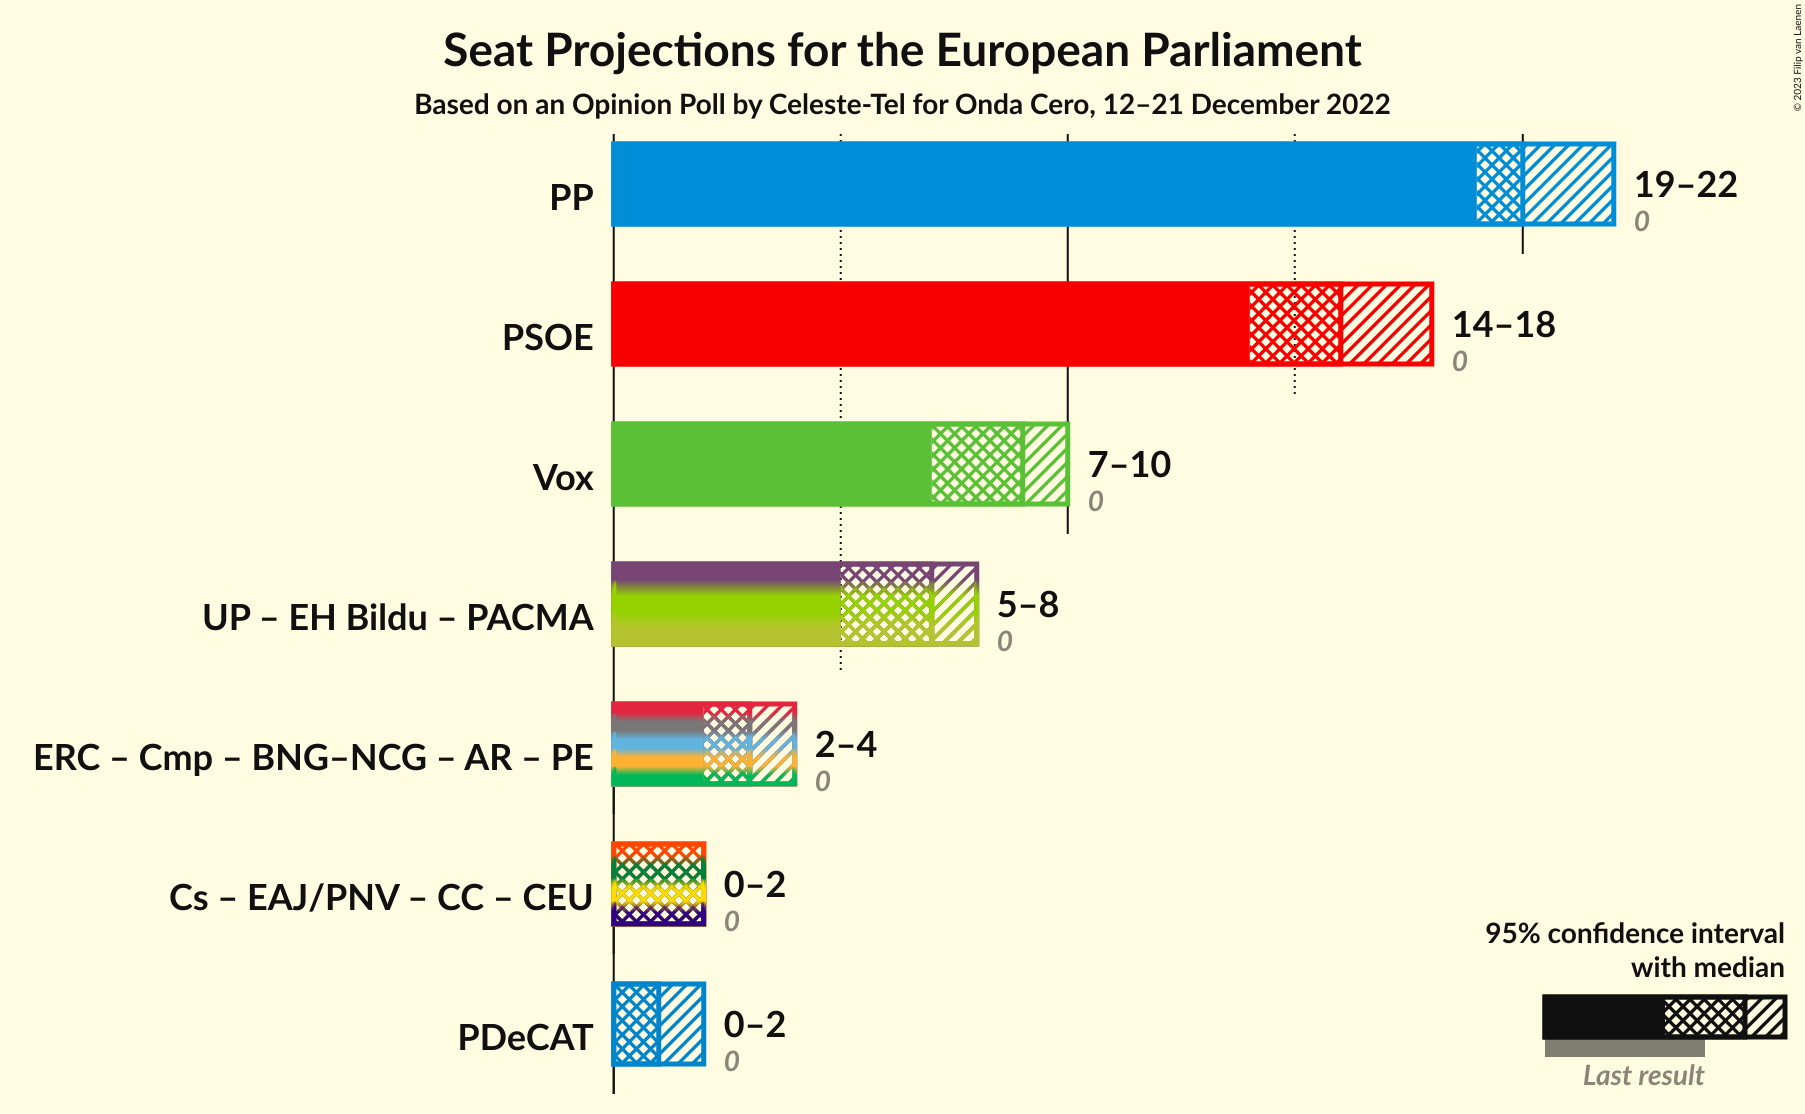 Seat Projections for the European Parliament
Based on an Opinion Poll by Celeste-Tel for Onda Cero, 12–21 December 2022
© 2023 Filip van Laenen
PP
19–22
0
PSOE
14–18
0
Vox
7–10
0
UP – EH Bildu – PACMA
5–8
0
ERC – Cmp – BNG–NCG – AR – PE
2–4
0
Cs – EAJ/PNV – CC – CEU
0–2
0
PDeCAT
0–2
0
95% confidence interval
with median
Last result